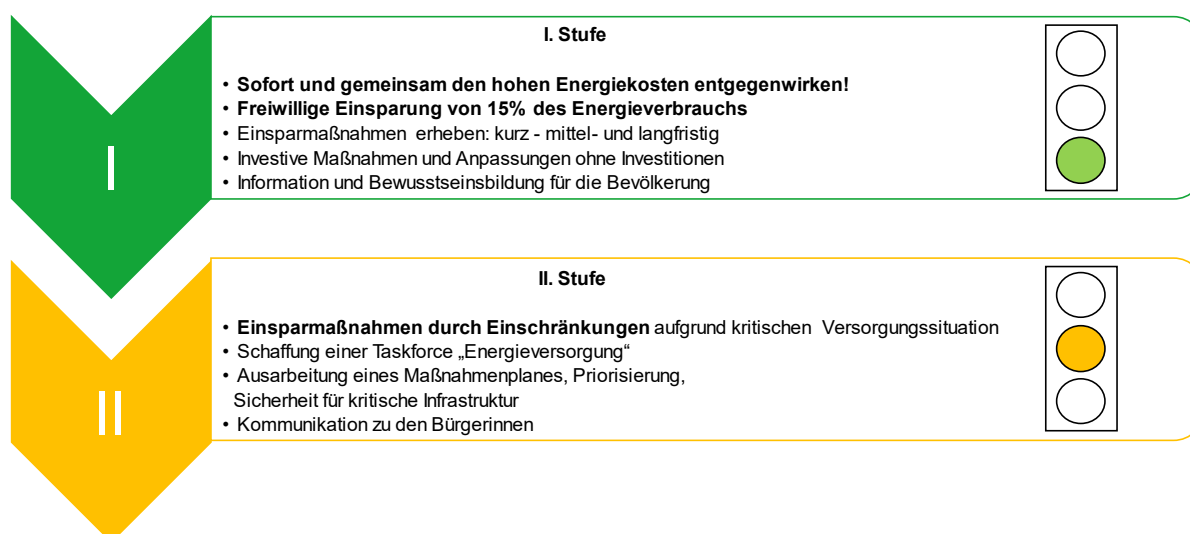 I
I. Stufe
• Sofort und gemeinsam den hohen Energiekosten entgegenwirken!
• Freiwillige Einsparung von 15% des Energieverbrauchs
• Einsparmaßnahmen erheben: kurz - mittel- und langfristig
• Investive Maßnahmen und Anpassungen ohne Investitionen
• Information und Bewusstseinsbildung für die Bevölkerung
II
II. Stufe
• Einsparmaßnahmen durch Einschränkungen aufgrund kritischen Versorgungssituation
• Schaffung einer Taskforce „Energieversorgung“
• Ausarbeitung eines Maßnahmenplanes, Priorisierung,
Sicherheit für kritische Infrastruktur
• Kommunikation zu den Bürgerinnen